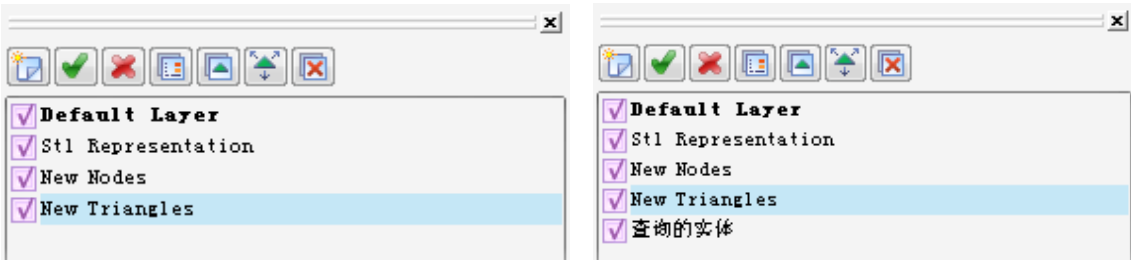 Default Layer
Stl Representation
New Nodes
New Triangles
Default Layer
Stl Representation
New Nodes
New Triangles
查询的实体